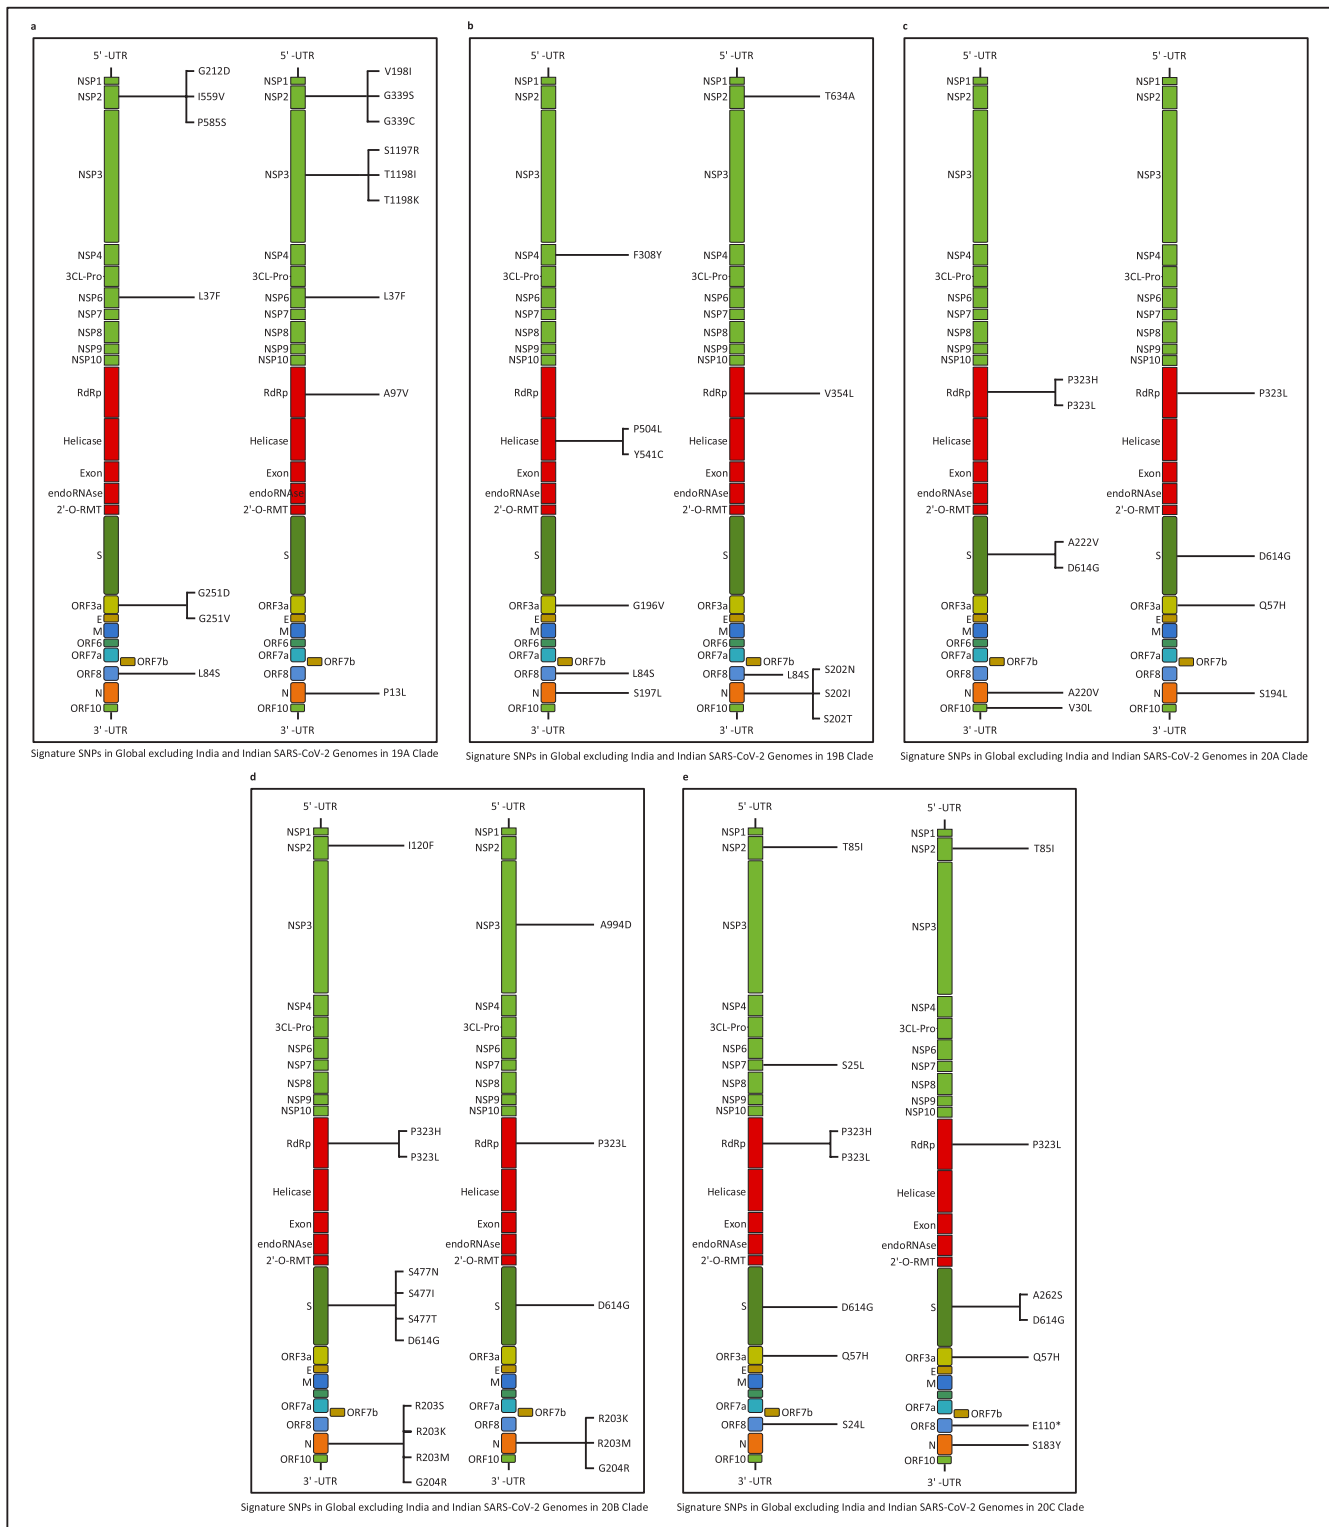 a
5' -UTR
5' -UTR
NSP1
G212D
NSP1
V198I
NSP2
I559V
NSP2
G339S
P585S
G339C
S1197R
NSP3
NSP3
T1198I
T1198K
NSP4
NSP4
3CL-Pro
3CL-Pro
NSP6
L37F
NSP6
L37F
NSP7
NSP7
NSP8
NSP8
NSP9
NSP9
NSP10
NSP10
RdRp
RdRp
A97V
Helicase
Helicase
Exon
Exon
endoRNAse
endoRNAse
2'-O-RMT
2'-O-RMT
S
S
G251D
ORF3a
ORF3a
E
G251V
E
M
M
ORF6
ORF6
ORF7a
ORF7b
ORF7a
ORF7b
ORF8
L84S
ORF8
N
N
P13L
ORF10
ORF10
3' -UTR
3' -UTR
Signature SNPs in Global excluding India and Indian SARS-CoV-2 Genomes in 19A Clade
b
5' -UTR
5' -UTR
NSP1
NSP1
NSP2
NSP2
T634A
NSP3
NSP3
NSP4
F308Y
NSP4
3CL-Pro
3CL-Pro
NSP6
NSP6
NSP7
NSP7
NSP8
NSP8
NSP9
NSP9
NSP10
NSP10
RdRp
RdRp
V354L
P504L
Helicase
Helicase
Y541C
Exon
Exon
endoRNAse
endoRNAse
2'-O-RMT
2'-O-RMT
S
S
ORF3a
G196V
ORF3a
E
E
M
M
ORF6
ORF6
ORF7a
ORF7b
ORF7a
ORF7b
ORF8
L84S
ORF8
L84S
S202N
N
S197L
N
S202I
ORF10
ORF10
S202T
3' -UTR
3' -UTR
Signature SNPs in Global excluding India and Indian SARS-CoV-2 Genomes in 19B Clade
c
5' -UTR
5' -UTR
NSP1
NSP1
NSP2
NSP2
NSP3
NSP3
NSP4
NSP4
3CL-Pro
3CL-Pro
NSP6
NSP6
NSP7
NSP7
NSP8
NSP8
NSP9
NSP9
NSP10
NSP10
P323H
RdRp
RdRp
P323L
P323L
Helicase
Helicase
Exon
Exon
endoRNAse
endoRNAse
2'-O-RMT
2'-O-RMT
A222V
S
S
D614G
D614G
ORF3a
ORF3a
Q57H
E
E
M
M
ORF6
ORF6
ORF7a
ORF7b
ORF7a
ORF7b
ORF8
ORF8
N
A220V
N
S194L
ORF10
V30L
ORF10
3' -UTR
3' -UTR
Signature SNPs in Global excluding India and Indian SARS-CoV-2 Genomes in 20A Clade
d
5' -UTR
5' -UTR
NSP1
NSP1
NSP2
I120F
NSP2
NSP3
NSP3
A994D
NSP4
NSP4
3CL-Pro
3CL-Pro
NSP6
NSP6
NSP7
NSP7
NSP8
NSP8
NSP9
NSP9
NSP10
NSP10
P323H
RdRp
RdRp
P323L
P323L
Helicase
Helicase
Exon
Exon
endoRNAse
endoRNAse
2'-O-RMT
2'-O-RMT
S477N
S477I
S
S
D614G
S477T
D614G
ORF3a
ORF3a
E
E
M
M
ORF7a
R203S
ORF7a
ORF7b
ORF7b
R203K
ORF8
R203K
ORF8
N
N
R203M
R203M
ORF10
ORF10
G204R
G204R
3' -UTR
3' -UTR
Signature SNPs in Global excluding India and Indian SARS-CoV-2 Genomes in 20B Clade
e
5' -UTR
5' -UTR
NSP1
NSP1
NSP2
T85I
NSP2
T85I
NSP3
NSP3
NSP4
NSP4
3CL-Pro
3CL-Pro
NSP6
NSP6
NSP7
S25L
NSP7
NSP8
NSP8
NSP9
NSP9
NSP10
NSP10
P323H
RdRp
RdRp
P323L
P323L
Helicase
Helicase
Exon
Exon
endoRNAse
endoRNAse
2'-O-RMT
2'-O-RMT
A262S
S
D614G
S
D614G
ORF3a
Q57H
ORF3a
Q57H
E
E
M
M
ORF7a
ORF7b
ORF7a
ORF7b
ORF8
S24L
ORF8
E110*
N
N
S183Y
ORF10
ORF10
3' -UTR
3' -UTR
Signature SNPs in Global excluding India and Indian SARS-CoV-2 Genomes in 20C Clade